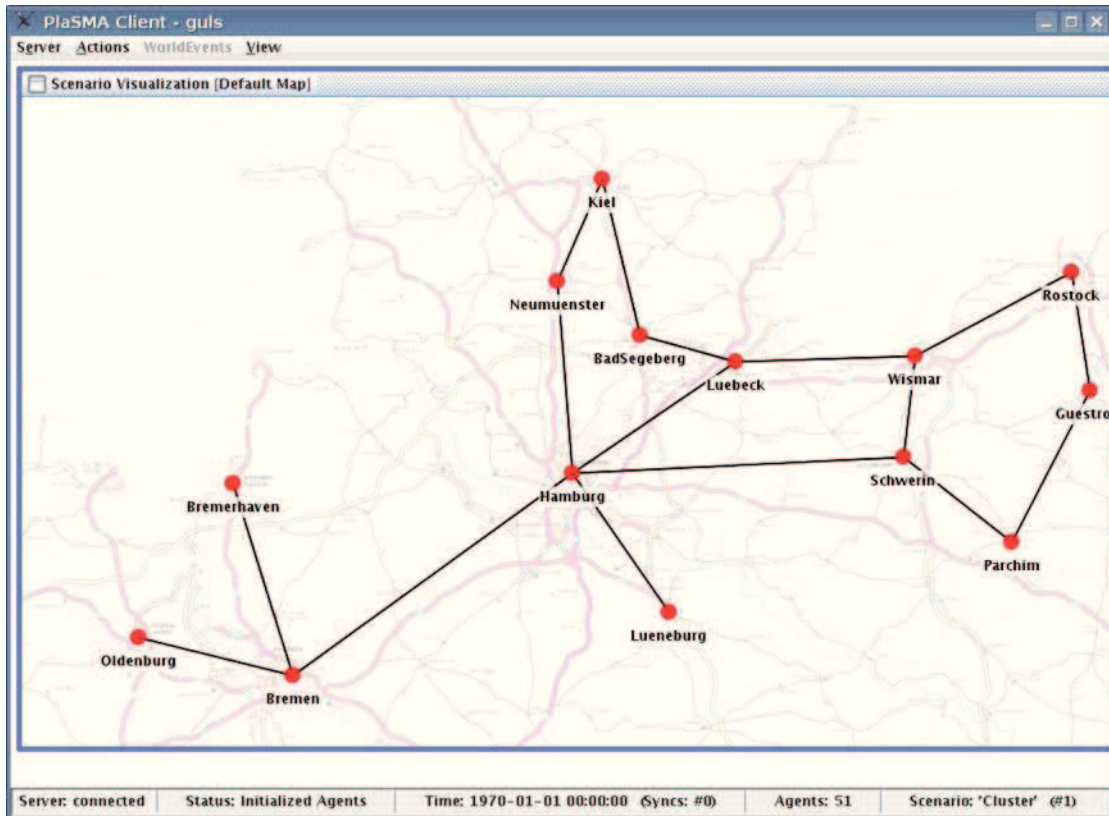 PlaSMA Client - guls
Server Actions WorldEvents View
Scenario Visualization [Default Map]
Kiel
Rostock
Neumuenster
BadSegeberg
Luebeck
Wismar
Guestro
Hamburg
Schwerin
Bremerhaven
Parchim
Lueneburg
Oldenburg
Bremen
Server: connected Status: Initialized Agents Time: 1970-01-01 00:00:00 (Syncs: #0) Agents: 51 Scenario: 'Cluster' (#1)